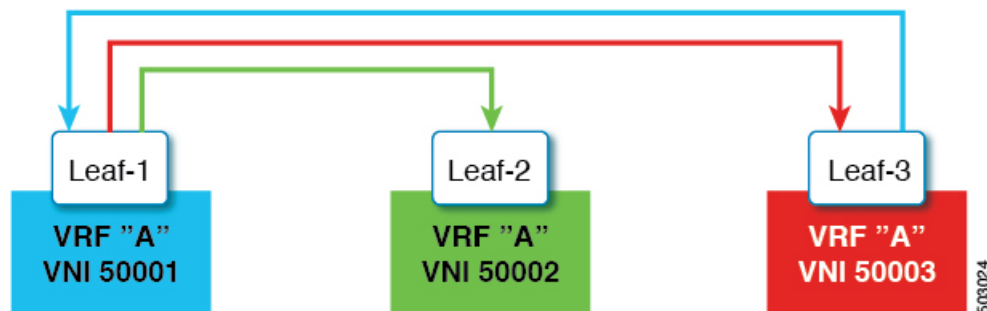 Leaf-1
VRF ”A”
VNI 50001
Leaf-2
VRF ”A”
VNI 50002
Leaf-3
VRF ”A”
VNI 50003
503024